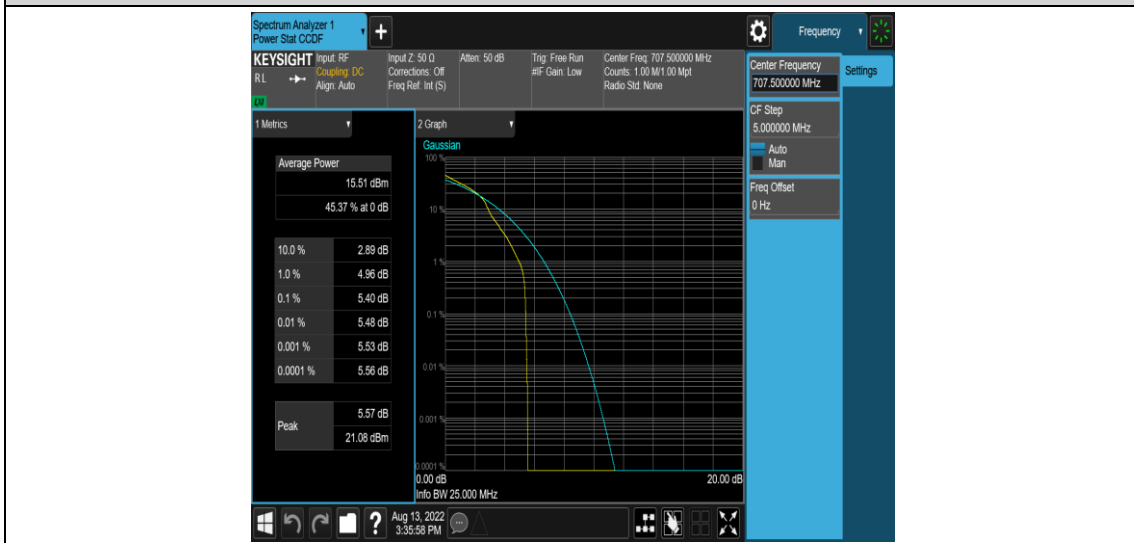 Spectrum Analyzer 1
Power Stat CCDF
Frequency
KEYSIGHT
RL
Input: RF
Coupling: DC
Align: Auto
Input Z: 50 Ω
Corrections: Off
Freq Ref: Int (S)
Atten: 50 dB
Trig: Free Run
#IF Gain: Low
Center Freq: 707.500000 MHz
Counts: 1.00 M/1.00 Mpt
Radio Std: None
Center Frequency
707.500000 MHz
Settings
CF Step
5.000000 MHz
Auto
Man
Freq Offset
0 Hz
1 Metrics
Average Power
15.51 dBm
45.37 % at 0 dB
10.0 % 2.89 dB
1.0 % 4.96 dB
0.1 % 5.40 dB
0.01 % 5.48 dB
0.001 % 5.53 dB
0.0001 % 5.56 dB
Peak 5.57 dB
21.08 dBm
2 Graph
Gaussian
100 %
10 %
1 %
0.1 %
0.01 %
0.001 %
0.0001 %
0.00 dB 20.00 dB
Info BW 25.000 MHz
Aug 13, 2022
3:35:58 PM